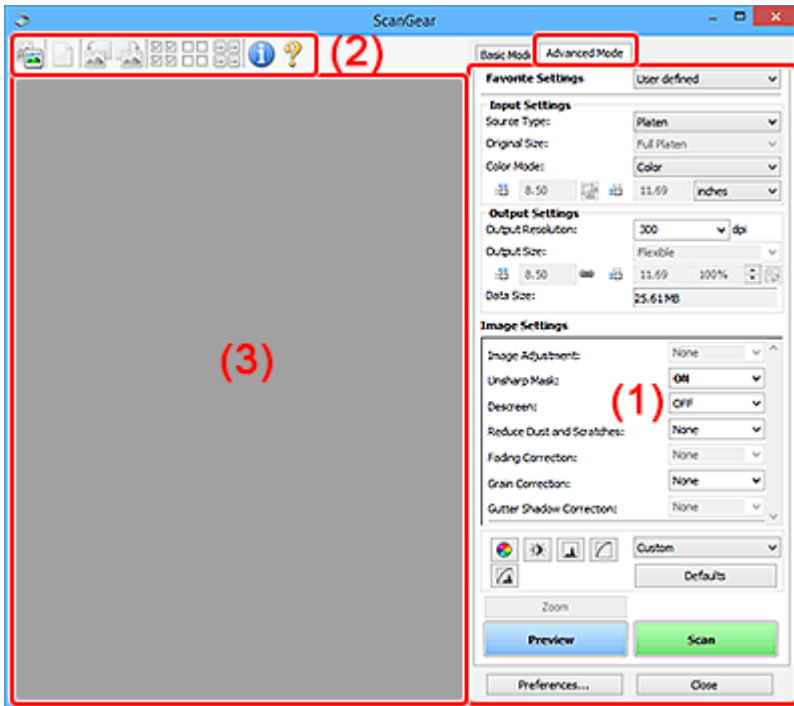 ScanGear
(2)
Basic Mode Advanced Mode
Favorite Settings User defined
Input Settings
Source Type: Platen
Original Size: Full Platen
Color Mode: Color
8.50 11.69 inches
Output Settings
Output Resolution: 300 dpi
Output Size: Flexible
8.50 11.69 100%
Data Size: 25.61 MB
Image Settings
(3)
Image Adjustment: None
Unsharp Mask: ON
(1)
Descreen: OFF
Reduce Dust and Scratches: None
Fading Correction: None
Grain Correction: None
Gutter Shadow Correction: None
Custom
Defaults
Zoom
Preview Scan
Preferences... Close